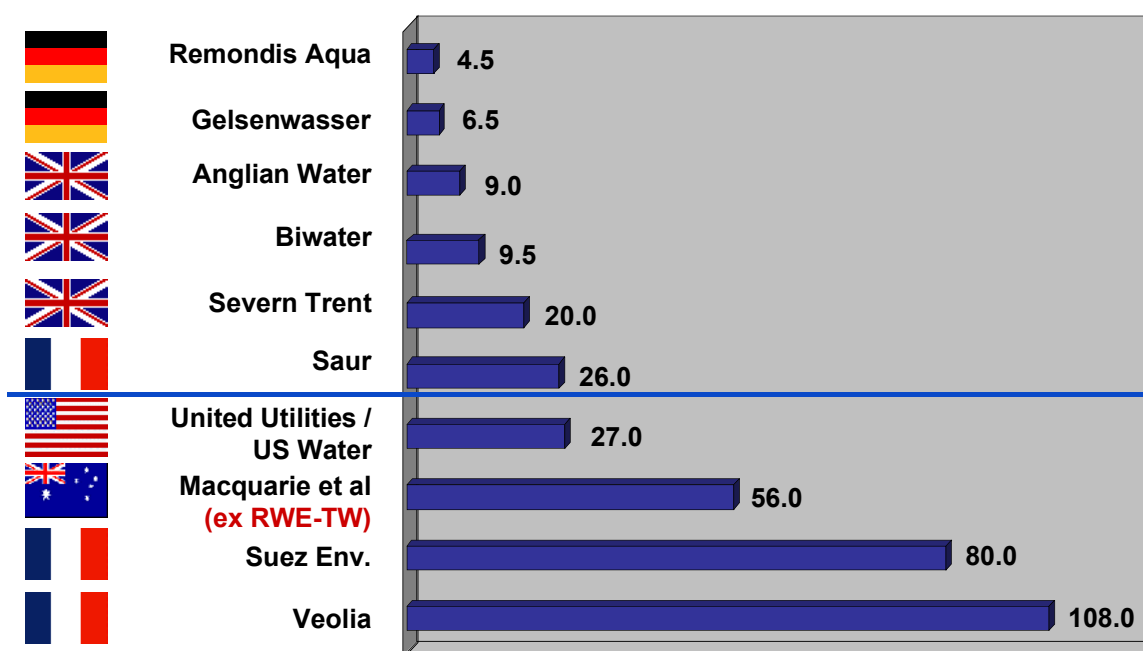 Remondis Aqua 4.5
Gelsenwasser 6.5
Anglian Water 9.0
Biwater 9.5
Severn Trent 20.0
Saur 26.0
United Utilities /
US Water 27.0
Macquarie et al 56.0
(ex RWE-TW)
Suez Env. 80.0
Veolia 108.0